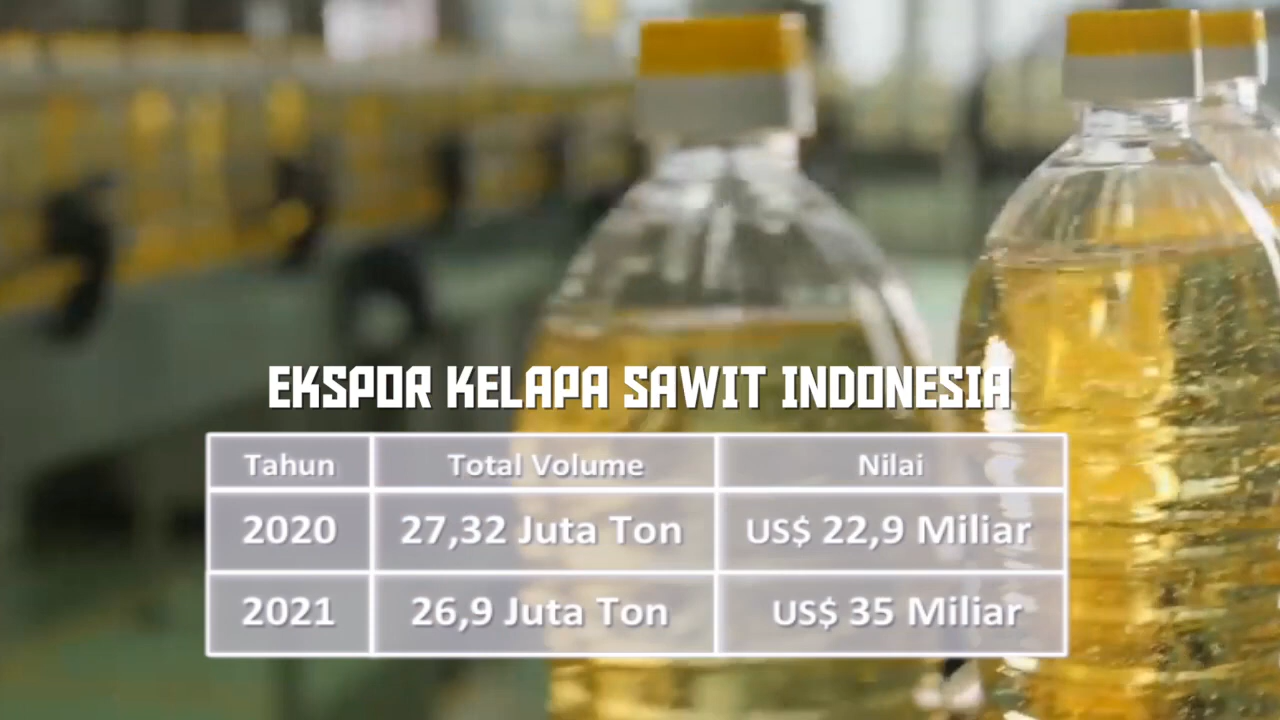 EKSPOR KELAPA SAWIT INDONESIA
Tahun Total Volume Nilai
2020 27,32 Juta Ton US$ 22,9 Miliar
2021 26,9 Juta Ton US$ 35 Miliar